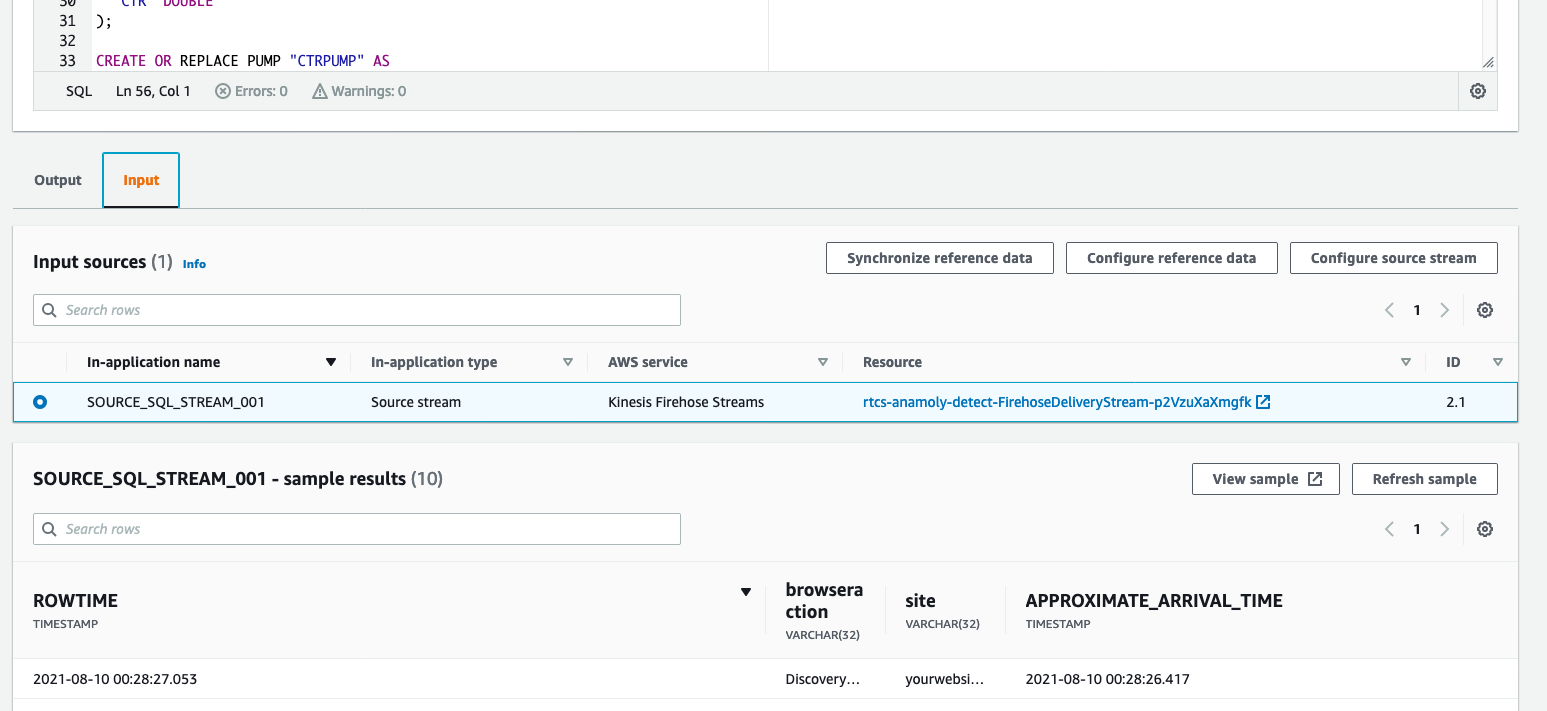 30 "CTR" DOUBLE
31 );
32
33 CREATE OR REPLACE PUMP "CTRPUMP" AS
SQL Ln 56, Col 1 Errors: 0 Warnings: 0
Output Input
Input sources (1) Info Synchronize reference data Configure reference data Configure source stream
Search rows 1
In-application name In-application type AWS service Resource ID
SOURCE_SQL_STREAM_001 Source stream Kinesis Firehose Streams rtcs-anamoly-detect-FirehoseDeliveryStream-p2VzuXaXmgfk 2.1
SOURCE_SQL_STREAM_001 - sample results (10) View sample Refresh sample
Search rows 1
ROWTIME browsera site APPROXIMATE_ARRIVAL_TIME
ction
TIMESTAMP VARCHAR(32) VARCHAR(32) TIMESTAMP
2021-08-10 00:28:27.053 Discovery... yourwebsi... 2021-08-10 00:28:26.417